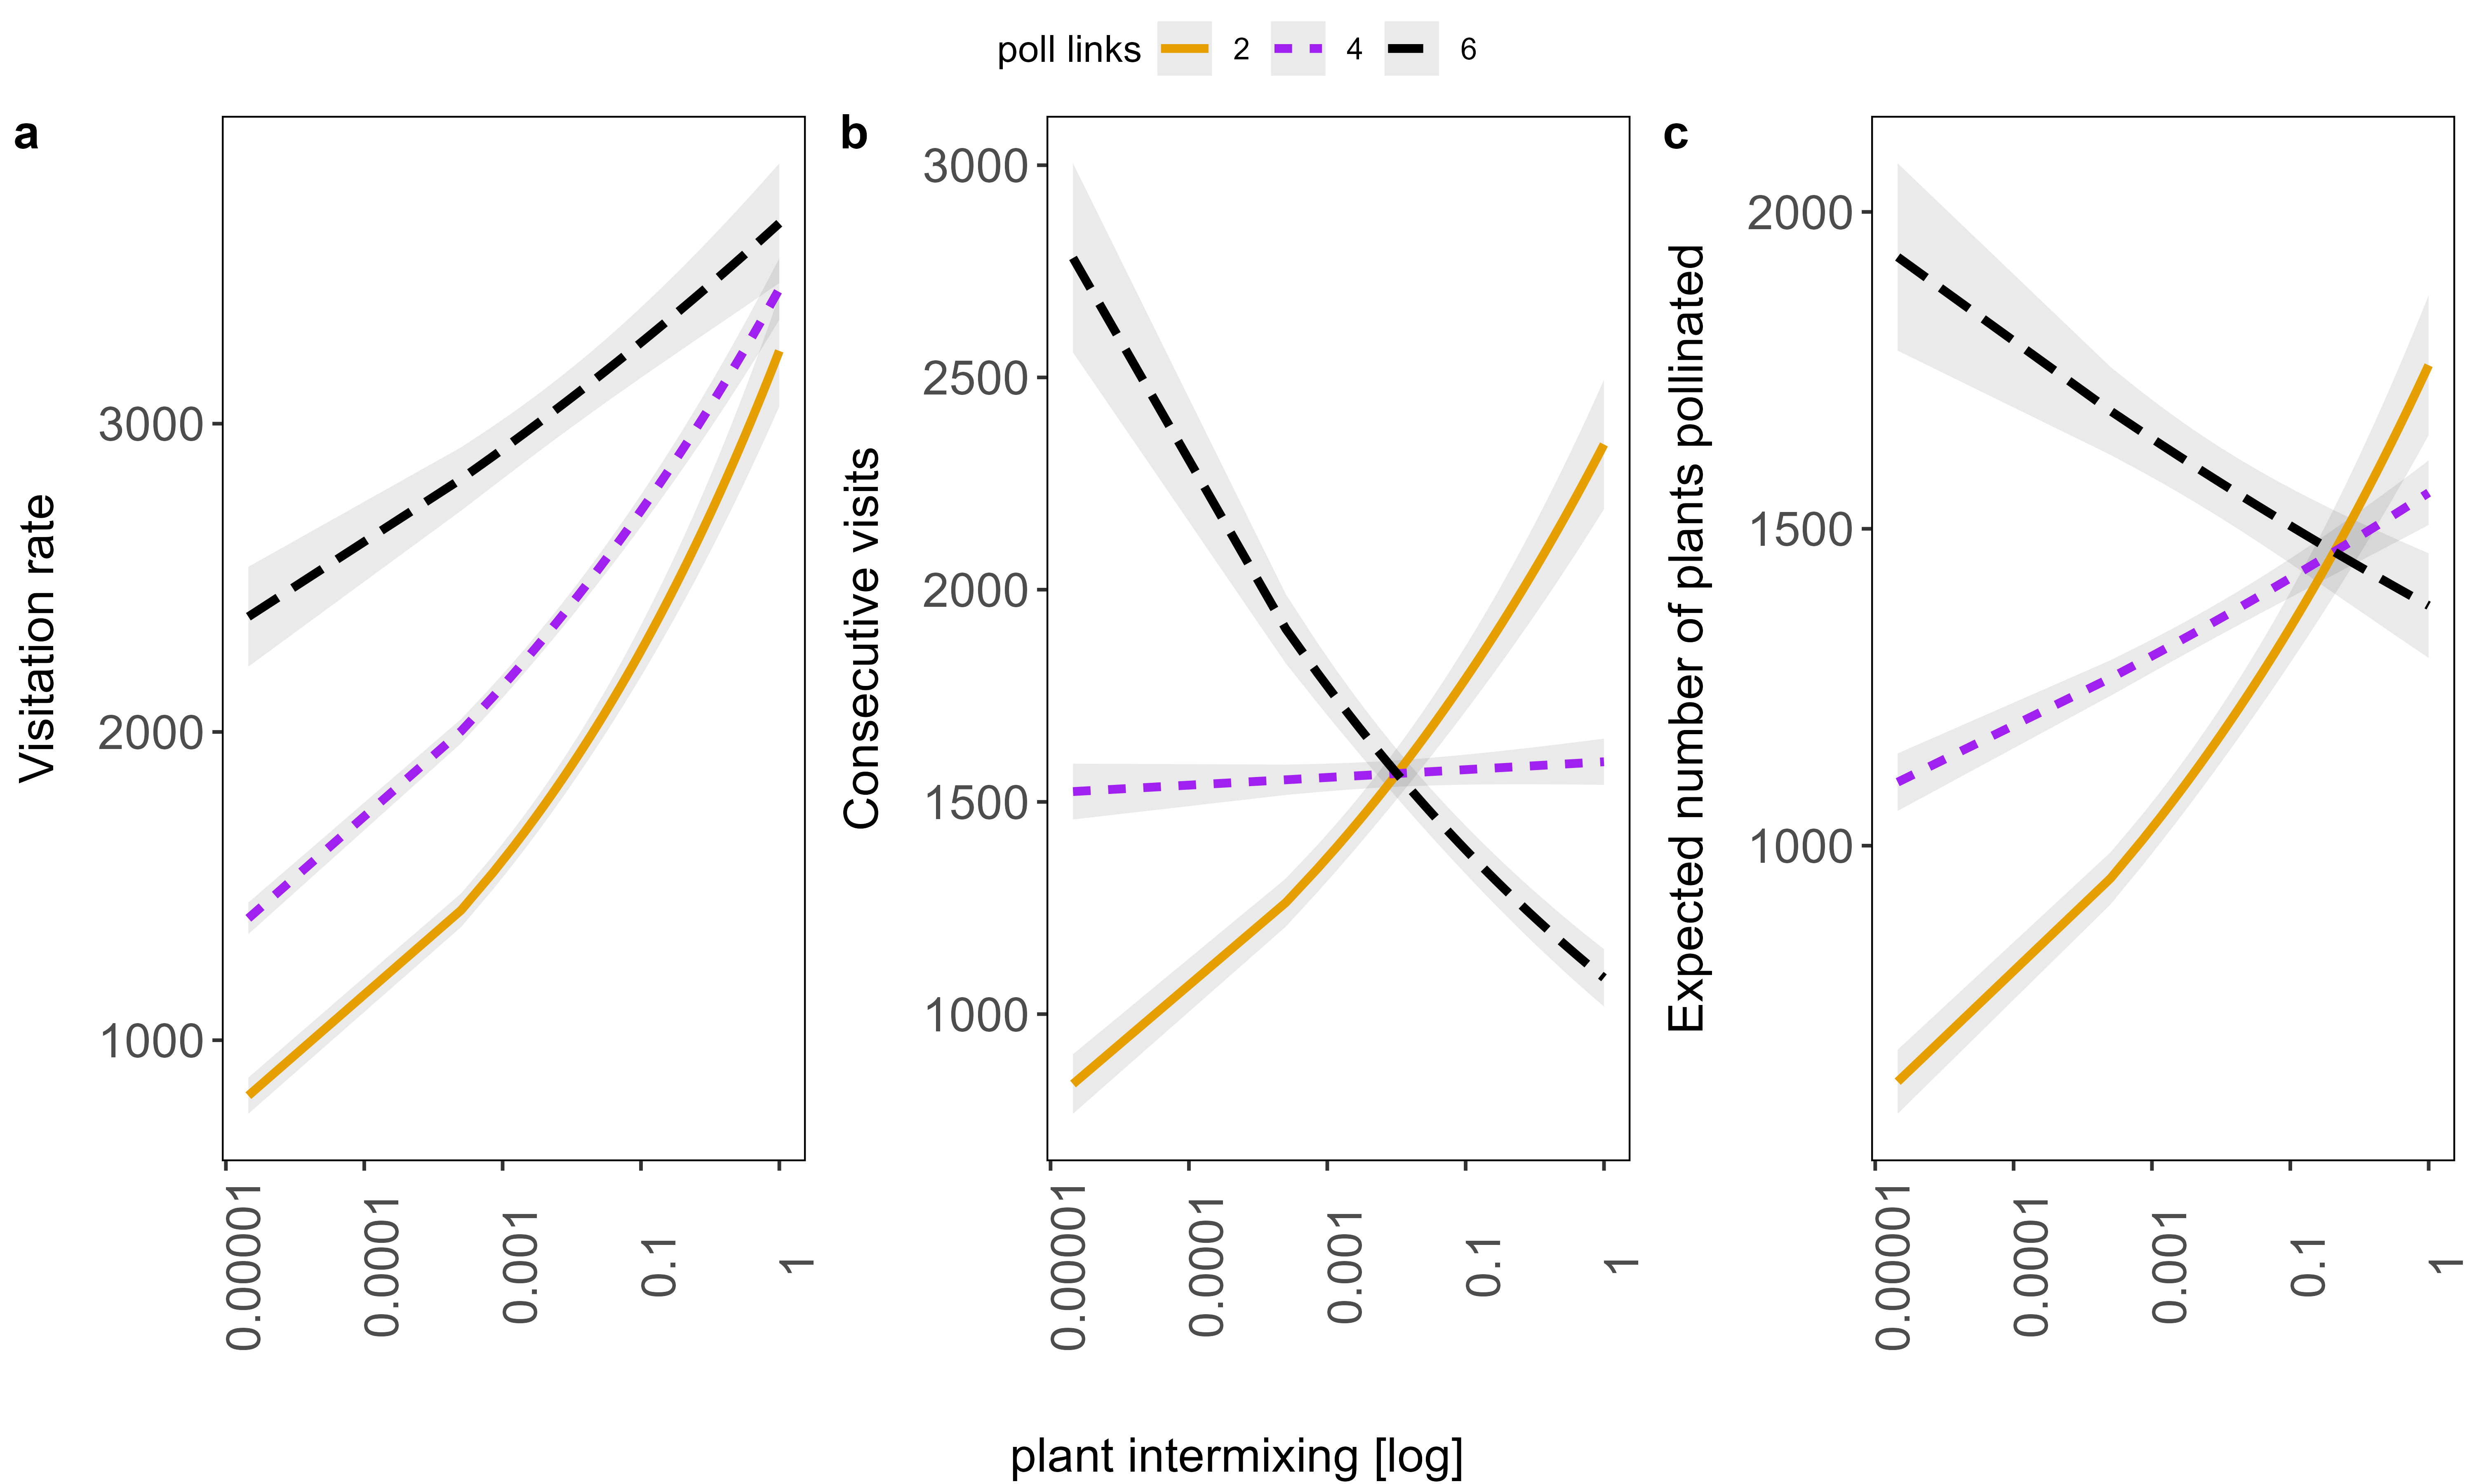 poll links 2 4 6
a
Visitation rate
3000
2000
1000
0.00001 0.0001 0.001 0.1 1
b
Consecutive visits
3000
2500
2000
1500
1000
0.00001 0.0001 0.0001 0.1 1
c
Expected number of plants pollinated
2000
1500
1000
0.00001 0.0001 0.0001 0.1 1
plant intermixing [log]